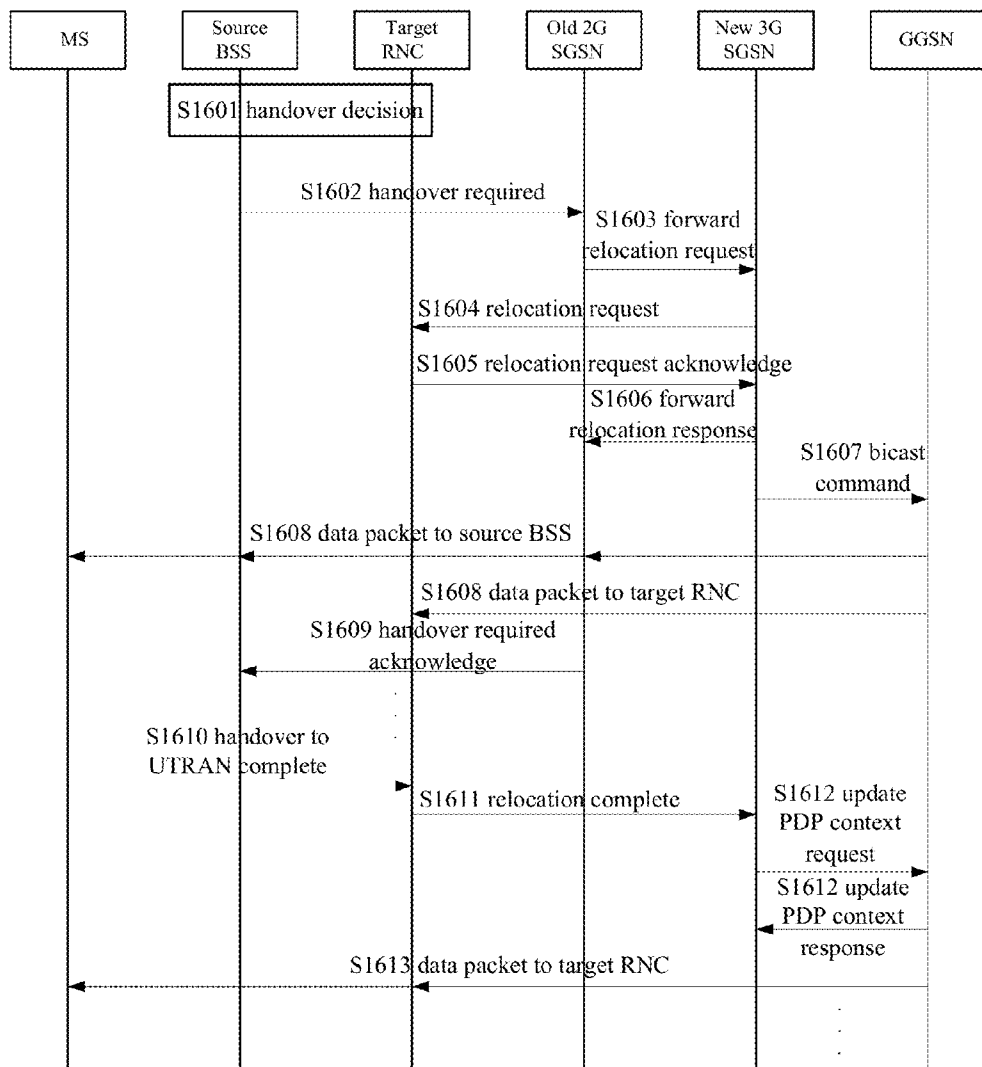 MS
Source
BSS
Target
RNC
Old 2G
SGSN
New 3G
SGSN
GGSN
S1601 handover decision
S1602 handover required
S1603 forward
relocation request
S1604 relocation request
S1605 relocation request acknowledge
S1606 forward
relocation response
S1607 bicast
command
S1608 data packet to source BSS
S1608 data packet to target RNC
S1609 handover required
acknowledge
S1610 handover to
UTRAN complete
S1611 relocation complete
S1612 update
PDP context
request
S1612 update
PDP context
response
S1613 data packet to target RNC